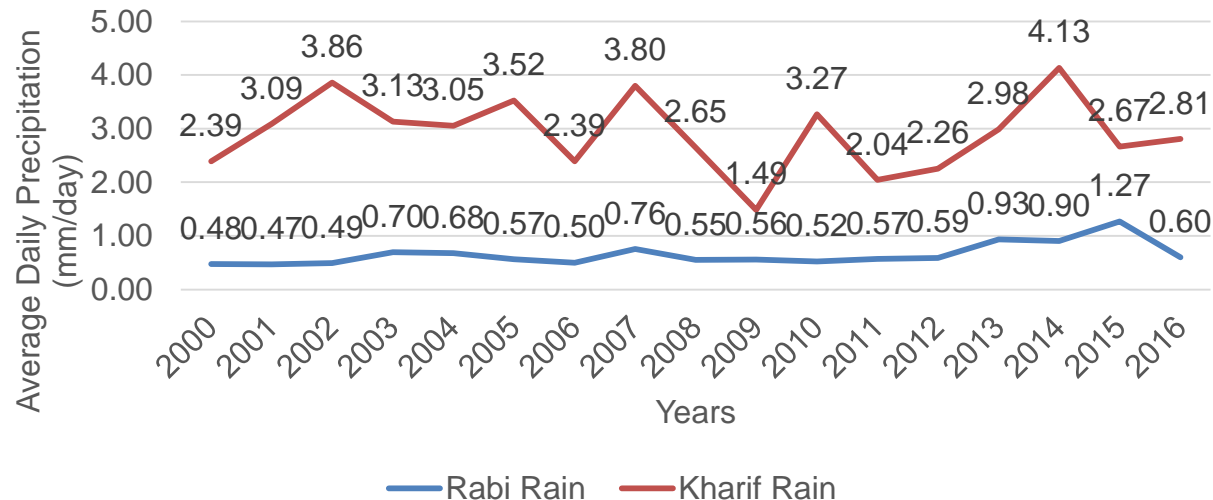 Average Daily Precipitation
(mm/day)
5.00
4.00
3.00
2.00
1.00
0.00
2.39 3.09 3.86 3.13 3.05 3.52 2.39 3.80 2.65 1.49 3.27 2.04 2.26 2.98 4.13 2.67 2.81
0.48 0.47 0.49 0.70 0.68 0.57 0.50 0.76 0.55 0.56 0.52 0.57 0.59 0.93 0.90 1.27 0.60
2000 2001 2002 2003 2004 2005 2006 2007 2008 2009 2010 2011 2012 2013 2014 2015 2016
Years
Rabi Rain Kharif Rain